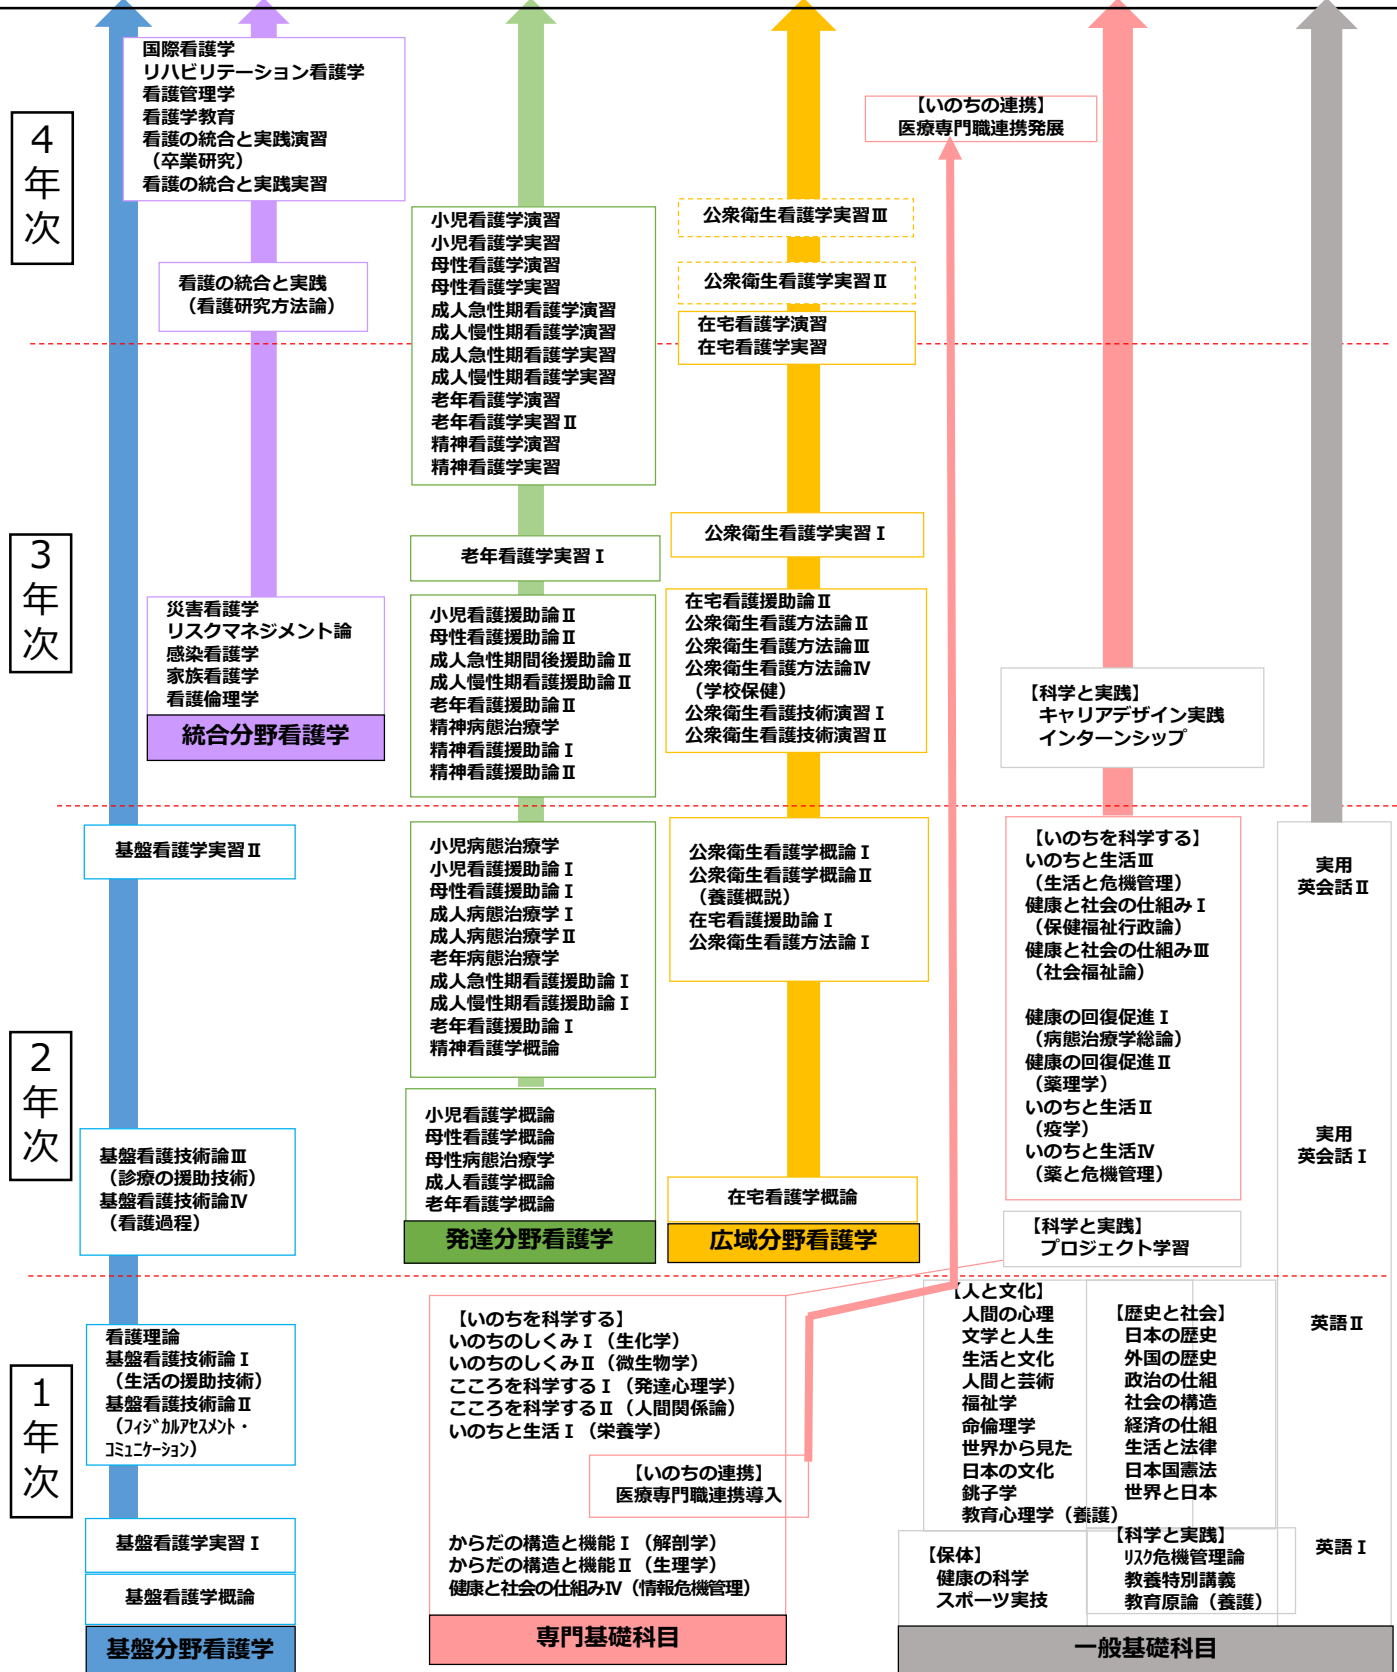 4
年
次
国際看護学
リハビリテーション看護学
看護管理学
看護学教育
看護の統合と実践演習
（卒業研究）
看護の統合と実践実習
看護の統合と実践
（看護研究方法論）
小児看護学演習
小児看護学実習
母性看護学演習
母性看護学実習
成人急性期看護学演習
成人慢性期看護学演習
成人急性期看護学実習
成人慢性期看護学実習
老年看護学演習
老年看護学実習Ⅱ
精神看護学演習
精神看護学実習
公衆衛生看護学実習Ⅲ
公衆衛生看護学実習Ⅱ
在宅看護学演習
在宅看護学実習
【いのちの連携】
医療専門職連携発展
3
年
次
災害看護学
リスクマネジメント論
感染看護学
家族看護学
看護倫理学
統合分野看護学
老年看護学実習Ⅰ
小児看護援助論Ⅱ
母性看護援助論Ⅱ
成人急性期間後援助論Ⅱ
成人慢性期看護援助論Ⅱ
老年看護援助論Ⅱ
精神病態治療学
精神看護援助論Ⅰ
精神看護援助論Ⅱ
公衆衛生看護学実習Ⅰ
在宅看護援助論Ⅱ
公衆衛生看護方法論Ⅱ
公衆衛生看護方法論Ⅲ
公衆衛生看護方法論Ⅳ
（学校保健）
公衆衛生看護技術演習Ⅰ
公衆衛生看護技術演習Ⅱ
【科学と実践】
キャリアデザイン実践
インターンシップ
2
年
次
基盤看護学実習Ⅱ
基盤看護技術論Ⅲ
（診療の援助技術）
基盤看護技術論Ⅳ
（看護過程）
小児病態治療学
小児看護援助論Ⅰ
母性看護援助論Ⅰ
成人病態治療学Ⅰ
成人病態治療学Ⅱ
老年病態治療学
成人急性期看護援助論Ⅰ
成人慢性期看護援助論Ⅰ
老年看護援助論Ⅰ
精神看護学概論
小児看護学概論
母性看護学概論
母性病態治療学
成人看護学概論
老年看護学概論
発達分野看護学
公衆衛生看護学概論Ⅰ
公衆衛生看護学概論Ⅱ
（養護概説）
在宅看護援助論Ⅰ
公衆衛生看護方法論Ⅰ
在宅看護学概論
広域分野看護学
【いのちを科学する】
いのちと生活Ⅲ
（生活と危機管理）
健康と社会の仕組みⅠ
（保健福祉行政論）
健康と社会の仕組みⅢ
（社会福祉論）
健康の回復促進Ⅰ
（病態治療学総論）
健康の回復促進Ⅱ
（薬理学）
いのちと生活Ⅱ
（疫学）
いのちと生活Ⅳ
（薬と危機管理）
【科学と実践】
プロジェクト学習
実用
英会話Ⅱ
実用
英会話Ⅰ
1
年
次
看護理論
基盤看護技術論Ⅰ
（生活の援助技術）
基盤看護技術論Ⅱ
（ﾌｨｼﾞｶﾙｱｾｽﾒﾝﾄ・
ｺﾐｭﾆｹｰｼｮﾝ）
基盤看護学実習Ⅰ
基盤看護学概論
基盤分野看護学
【いのちを科学する】
いのちのしくみⅠ（生化学）
いのちのしくみⅡ（微生物学）
こころを科学するⅠ（発達心理学）
こころを科学するⅡ（人間関係論）
いのちと生活Ⅰ（栄養学）
【いのちの連携】
医療専門職連携導入
からだの構造と機能Ⅰ（解剖学）
からだの構造と機能Ⅱ（生理学）
健康と社会の仕組みⅣ（情報危機管理）
専門基礎科目
【人と文化】
人間の心理
文学と人生
生活と文化
人間と芸術
福祉学
命倫理学
世界から見た
日本の文化
銚子学
教育心理学（養護）
【歴史と社会】
日本の歴史
外国の歴史
政治の仕組
社会の構造
経済の仕組
生活と法律
日本国憲法
世界と日本
【保体】
健康の科学
スポーツ実技
【科学と実践】
ﾘｽｸ危機管理論
教養特別講義
教育原論（養護）
英語Ⅱ
英語Ⅰ
一般基礎科目